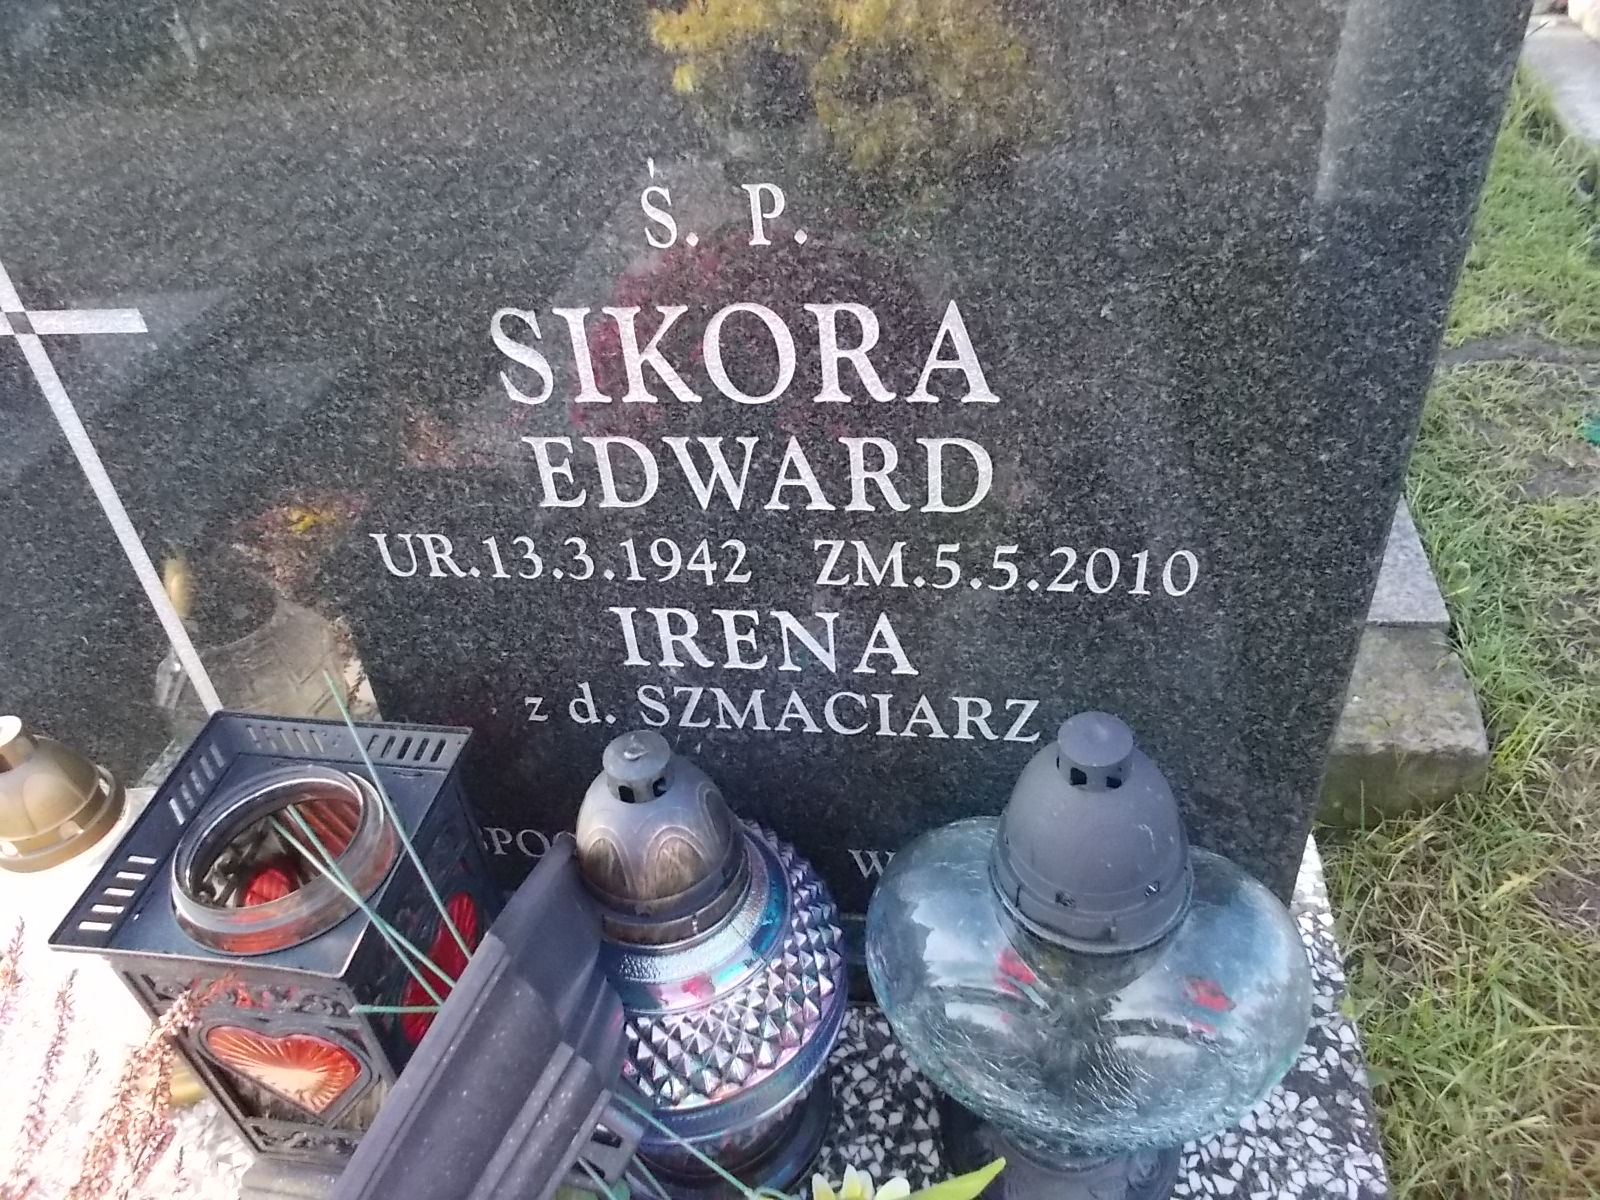 Ś. P.
SIKORA
EDWARD
UR.13.3.1942 ZM.5.5.2010
IRENA
z d. SZMACIARZ